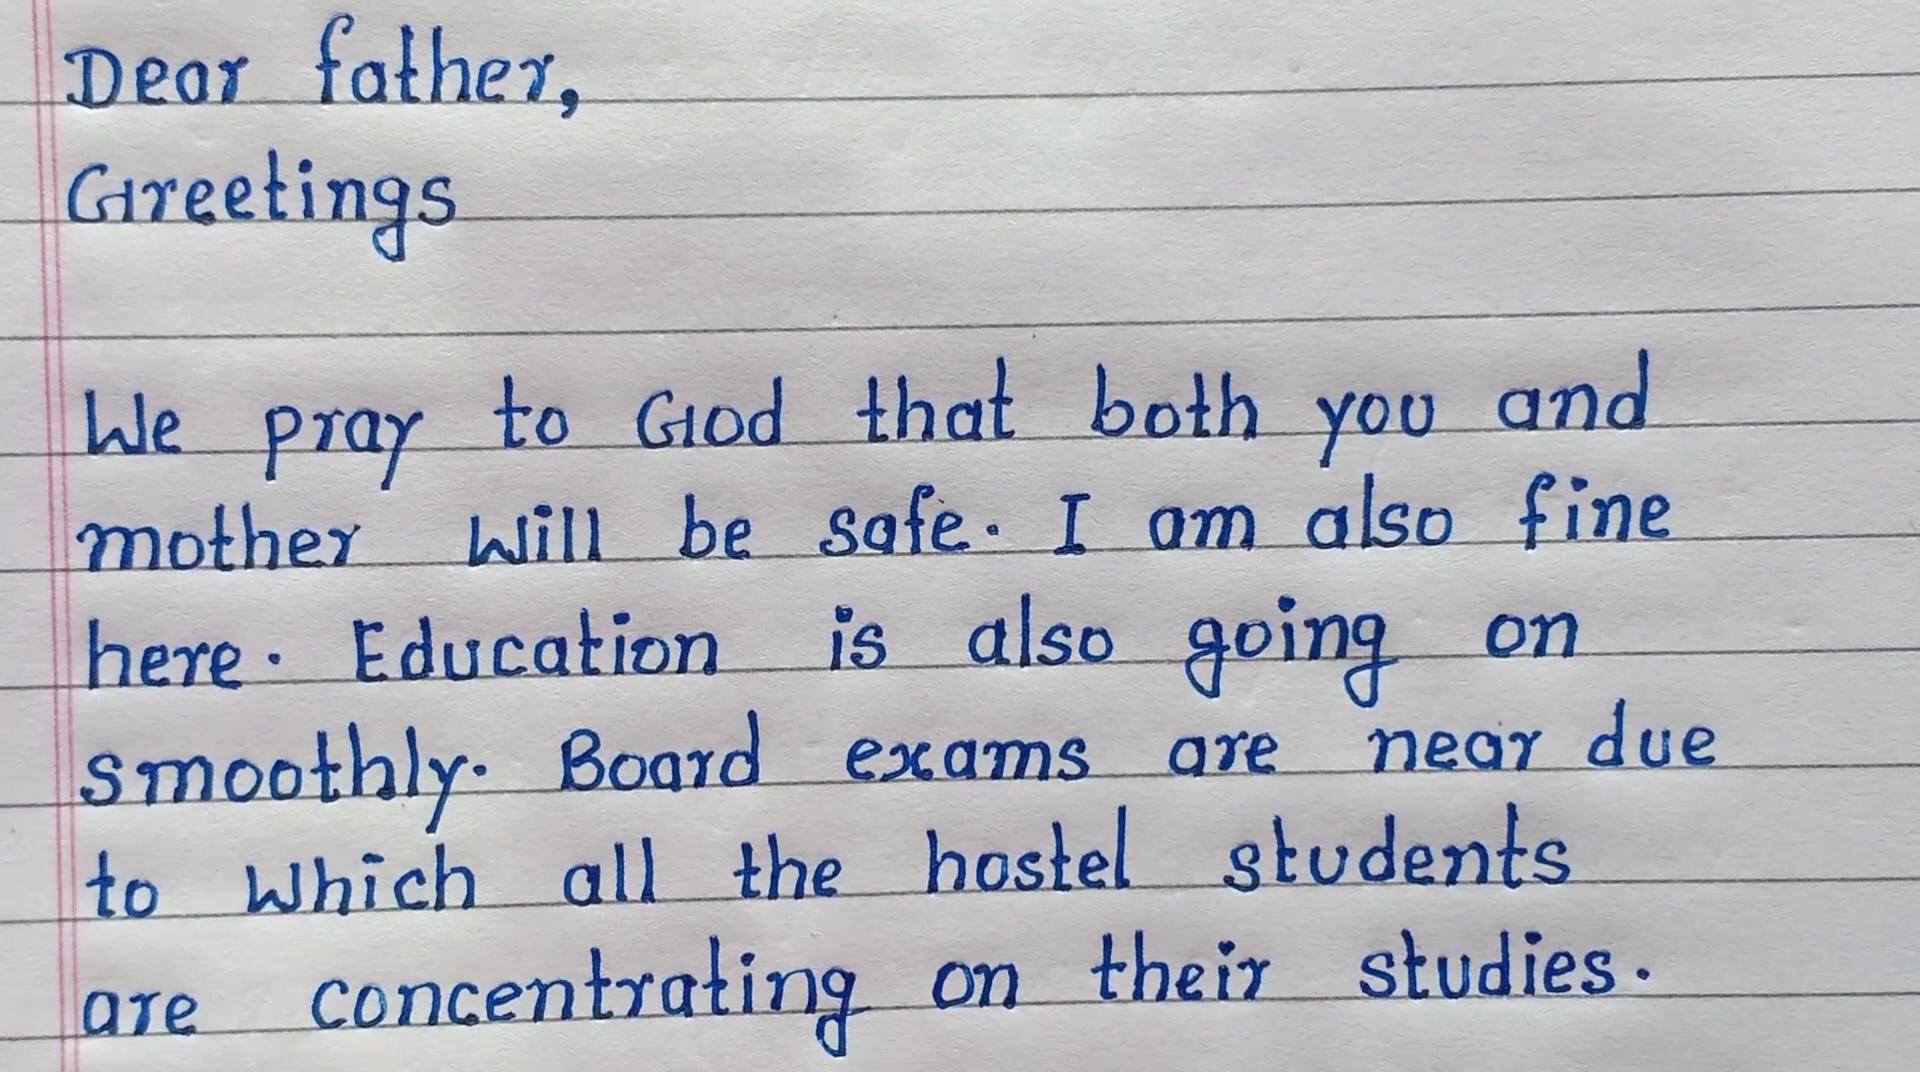 Dear father,
Greetings
We pray to God that both you and
mother will be safe. I am also fine
here. Education is also going on
smoothly. Board exams are near due
to which all the hostel students
are concentrating on their studies.